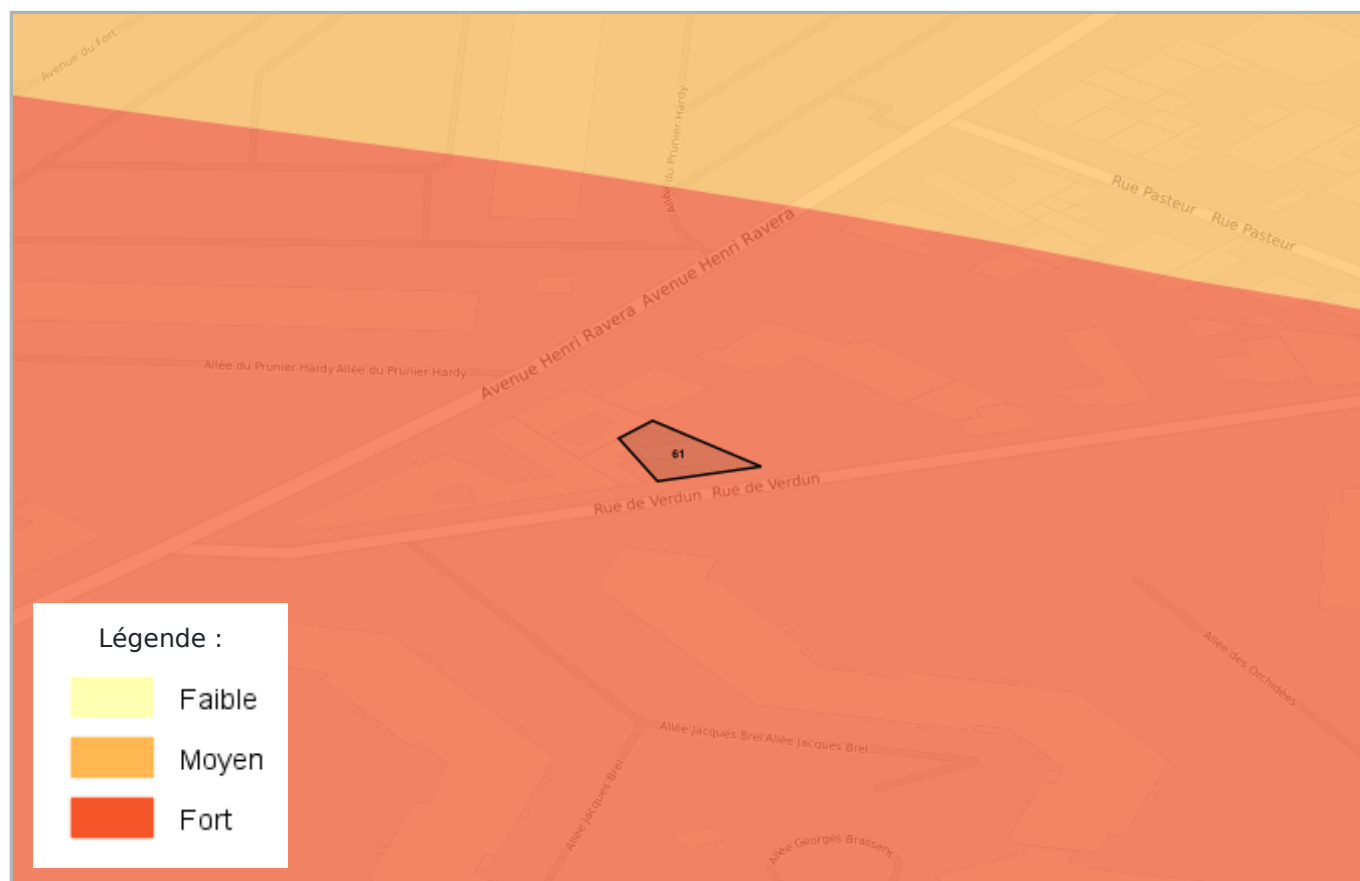 Avenue du Fort
Allée du Prunier Hardy
Rue Pasteur Rue Pasteur
Avenue Henri Ravera Avenue Henri Ravera
Allée du Prunier Hardy Allée du Prunier Hardy
61
Rue de Verdun Rue de Verdun
Légende :
Faible
Moyen
Fort
Allée des Orchidées
Allée Jacques Brel Allée Jacques Brel
Allée Jacques Brel
Allée Georges Brassens